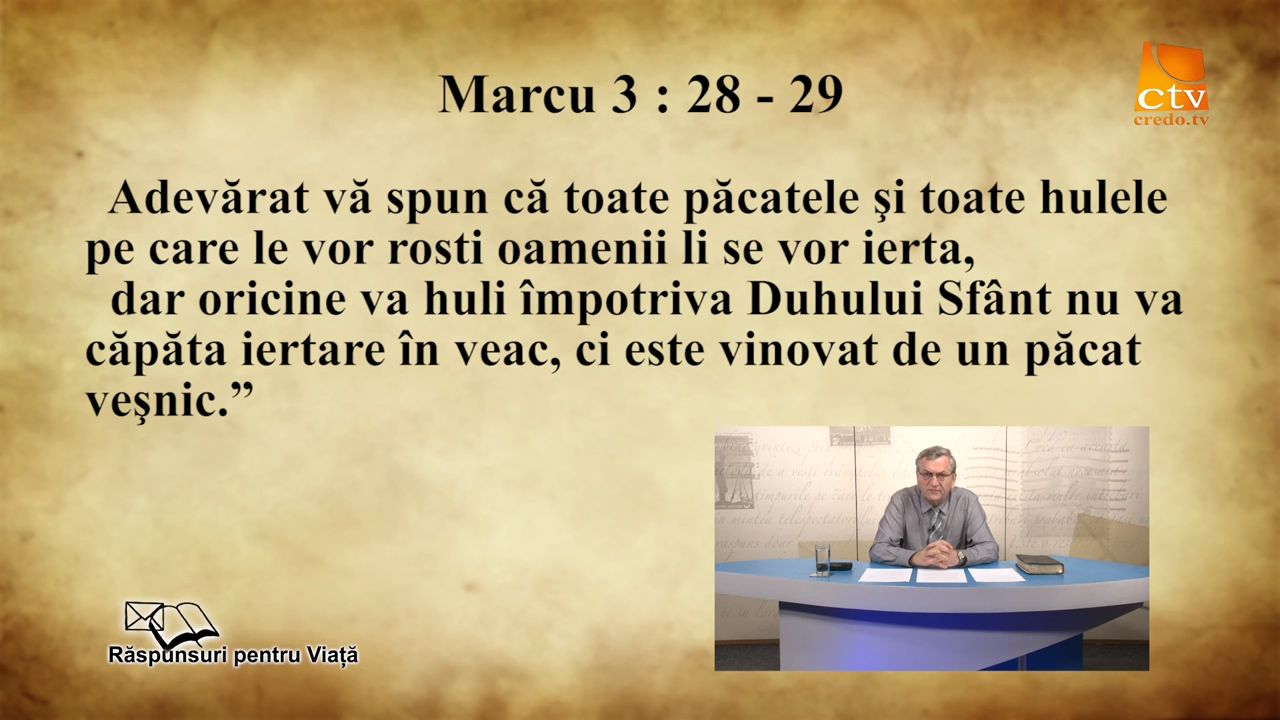 Marcu 3 : 28 - 29
ctv
credo.tv
Adevărat vă spun că toate păcatele şi toate hulele
pe care le vor rosti oamenii li se vor ierta,
dar oricine va huli împotriva Duhului Sfânt nu va
căpăta iertare în veac, ci este vinovat de un păcat
veşnic.”
Răspunsuri pentru Viață